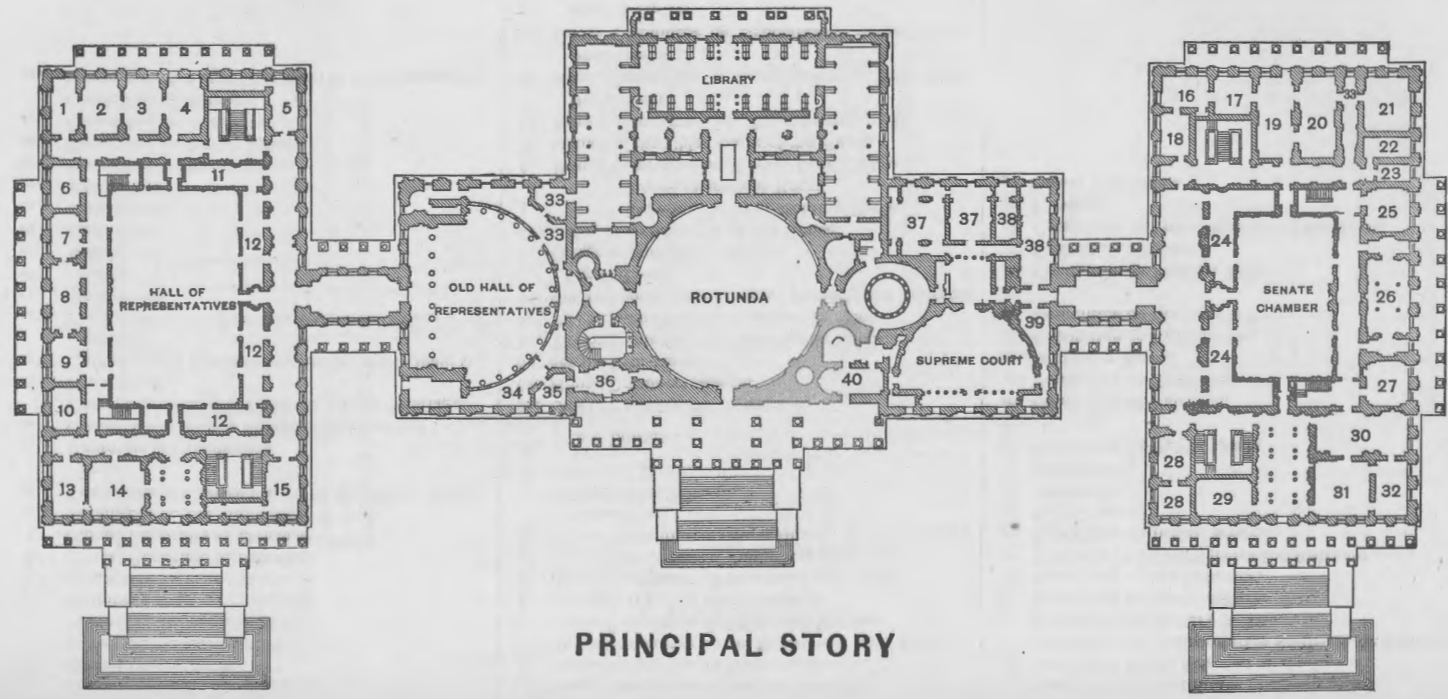 LIBRARY
1 2 3 4 5
11
6
7
8
9
10
12
12
12
HALL OF
REPRESENTATIVES
13 14 15
33
33
OLD HALL OF
REPRESENTATIVES
34 35 36
ROTUNDA
37 37 38
38
39
SUPREME COURT
40
16 17
18 19 20
33
21
22
23
24
24
25
26
27
SENATE
CHAMBER
28
28
29
30
31 32
PRINCIPAL STORY